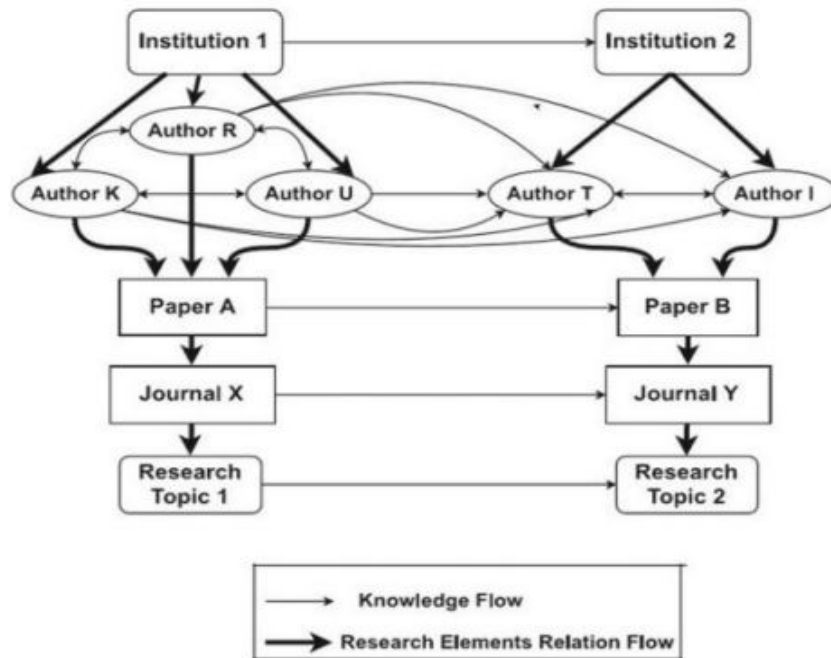 Institution 1
Institution 2
Author R
Author K
Author U
Author T
Author I
Paper A
Paper B
Journal X
Journal Y
Research
Topic 1
Research
Topic 2
Knowledge Flow
Research Elements Relation Flow